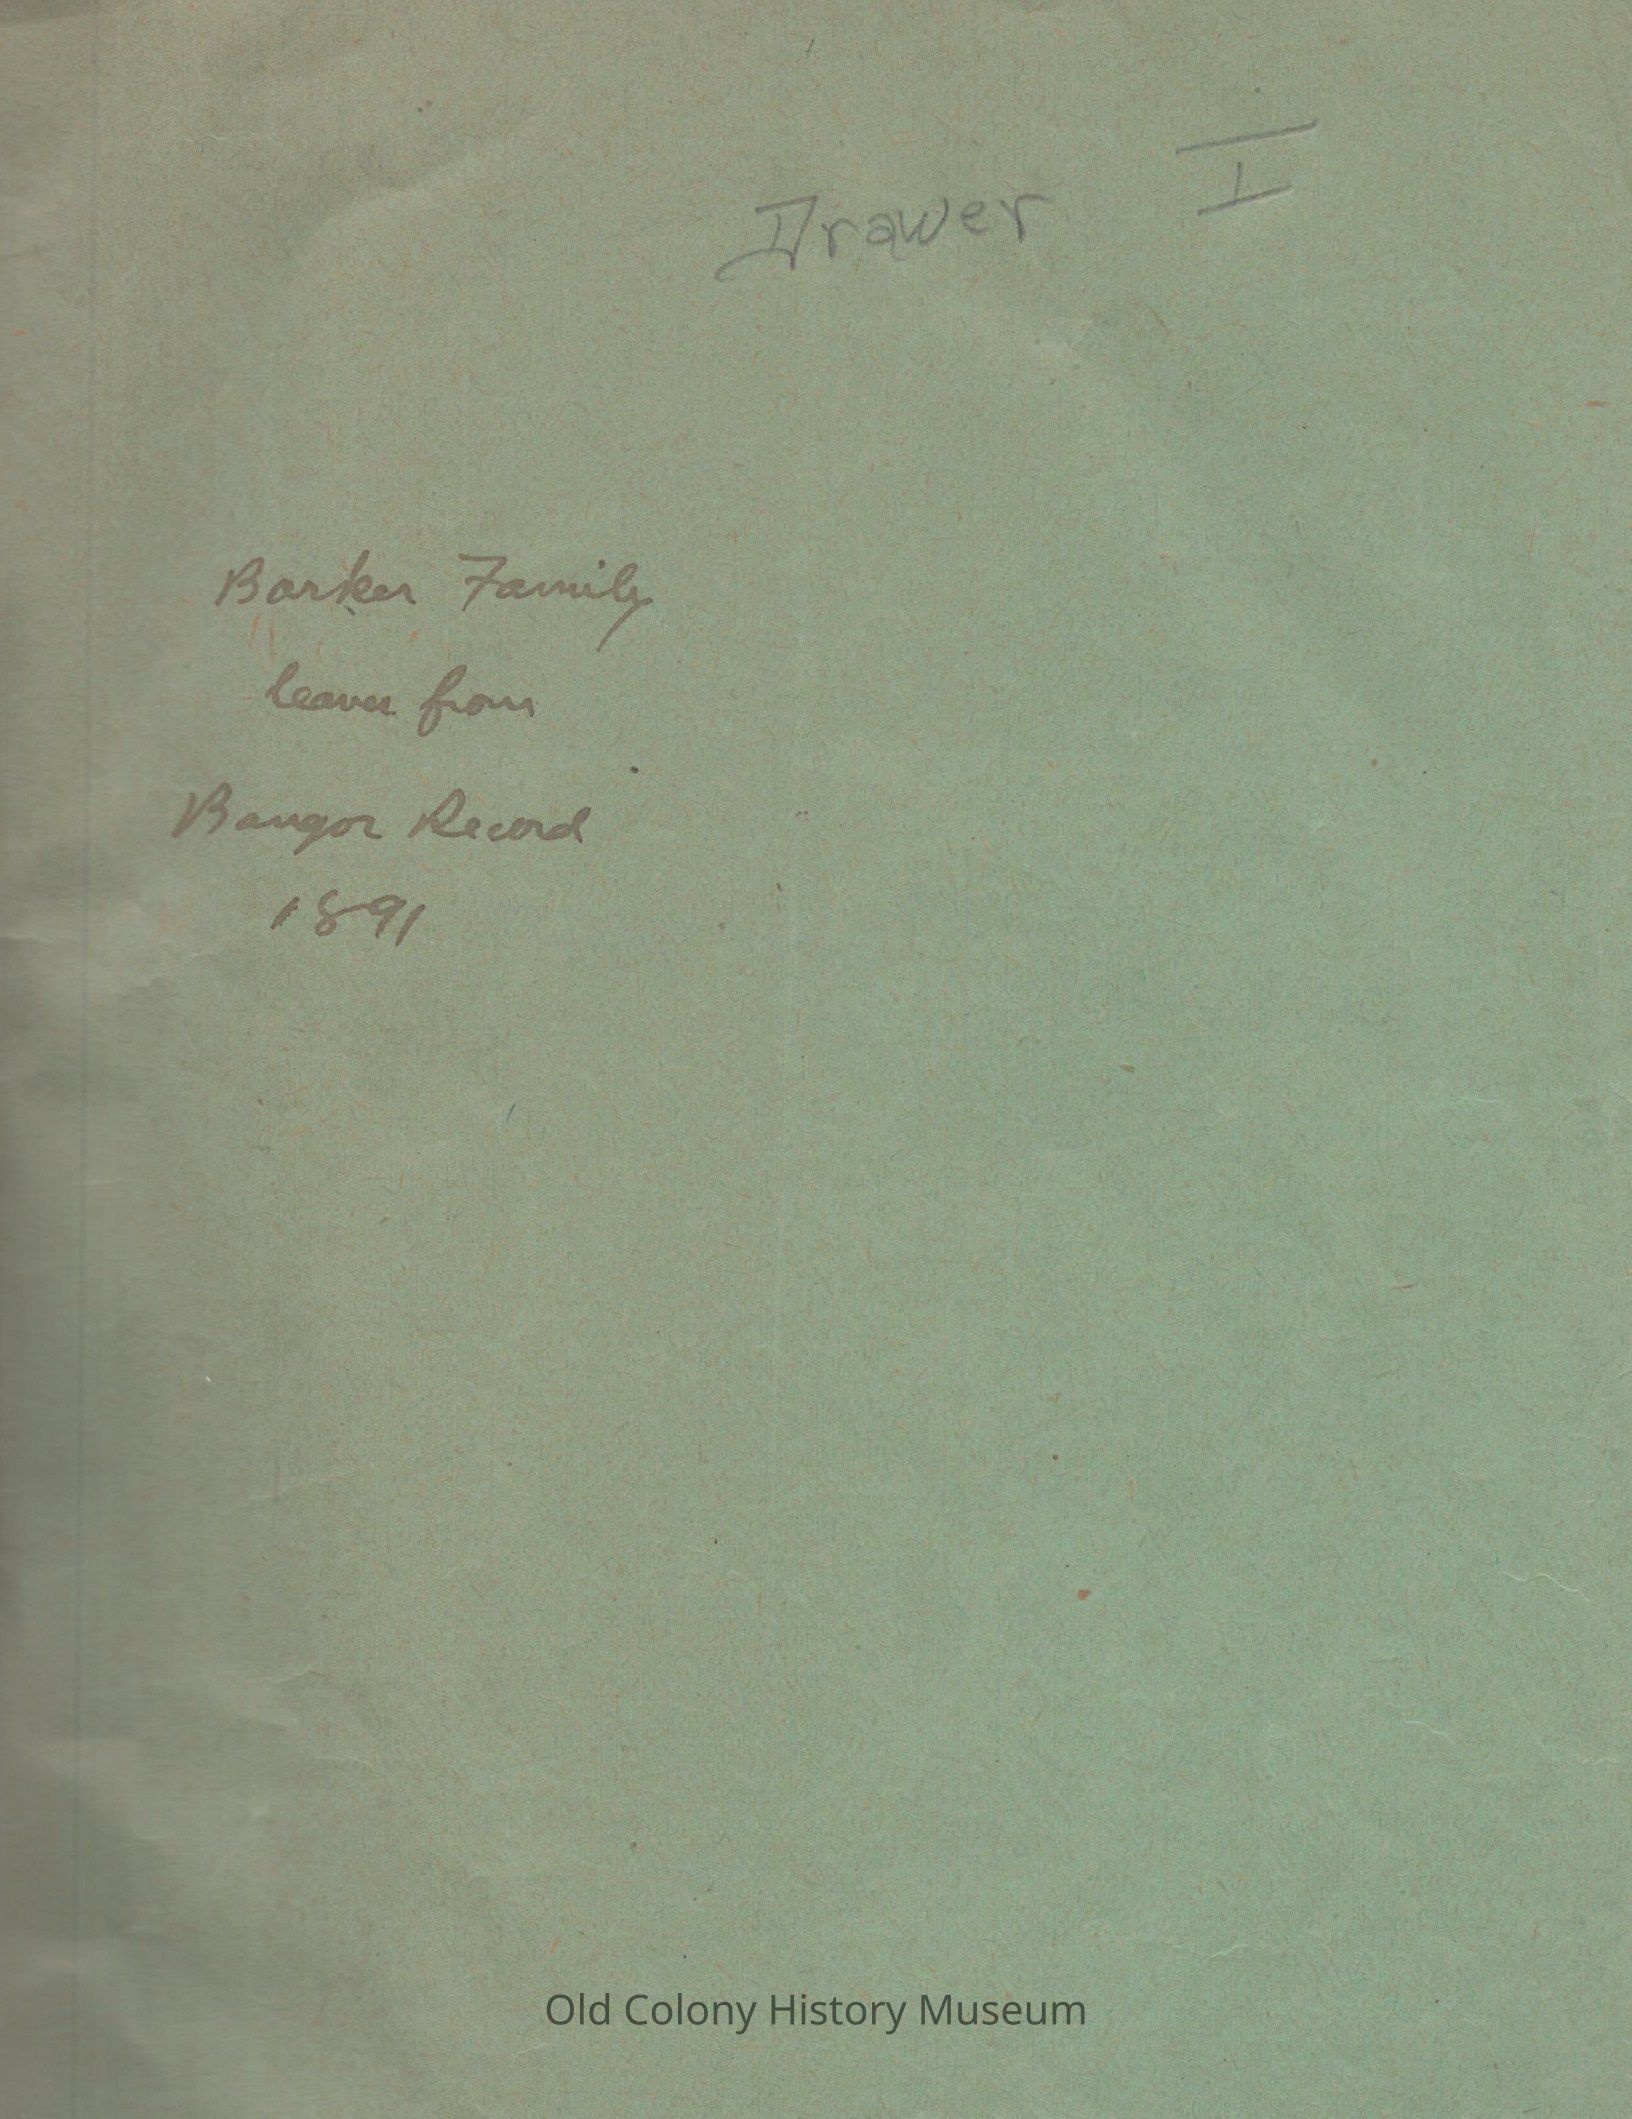 Drawer I
Barker Family
leaves from
Bangor Record
1891
Old Colony History Museum